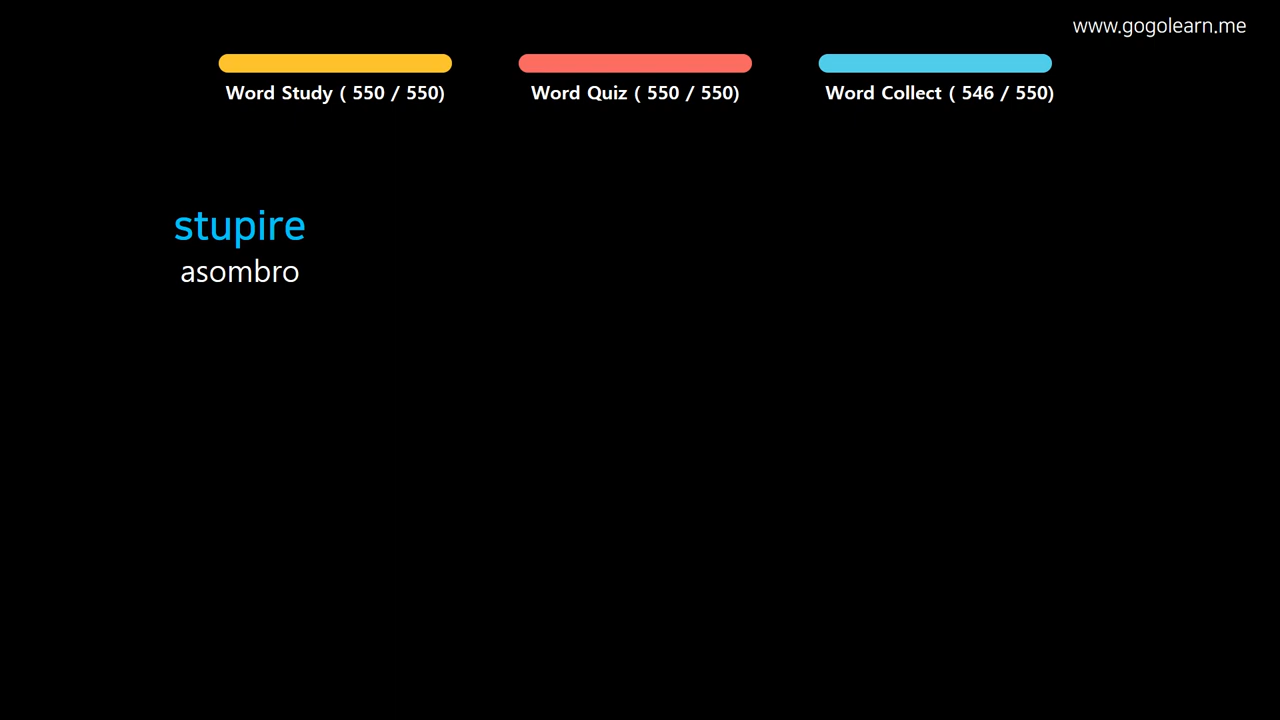 www.gogolearn.me
Word Study ( 550 / 550)
Word Quiz ( 550 / 550)
Word Collect ( 546 / 550)
stupire
asombro